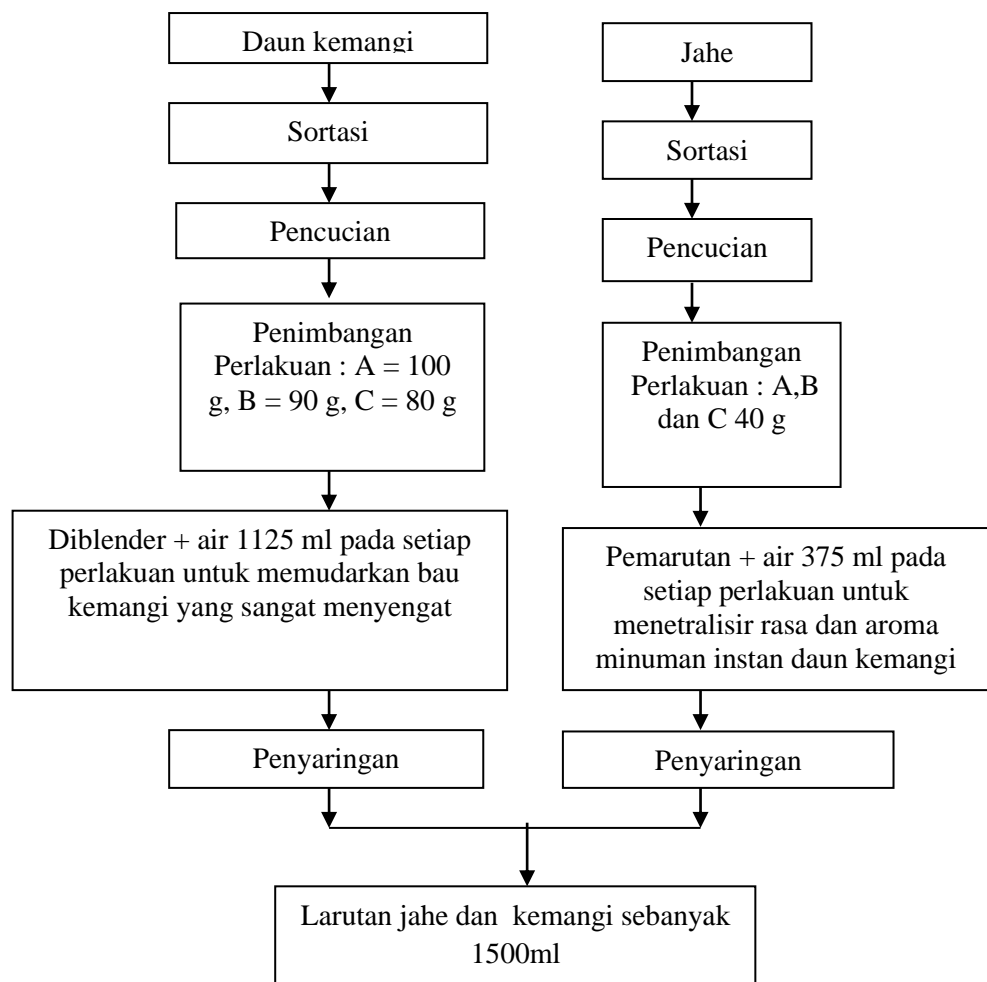 Daun kemangi
Sortasi
Pencucian
Penimbangan
Perlakuan : A = 100
g, B = 90 g, C = 80 g
Diblender + air 1125 ml pada setiap
perlakuan untuk memudarkan bau
kemangi yang sangat menyengat
Penyaringan
Jahe
Sortasi
Pencucian
Penimbangan
Perlakuan : A,B
dan C 40 g
Pemarutan + air 375 ml pada
setiap perlakuan untuk
menetralisir rasa dan aroma
minuman instan daun kemangi
Penyaringan
Larutan jahe dan kemangi sebanyak
1500ml